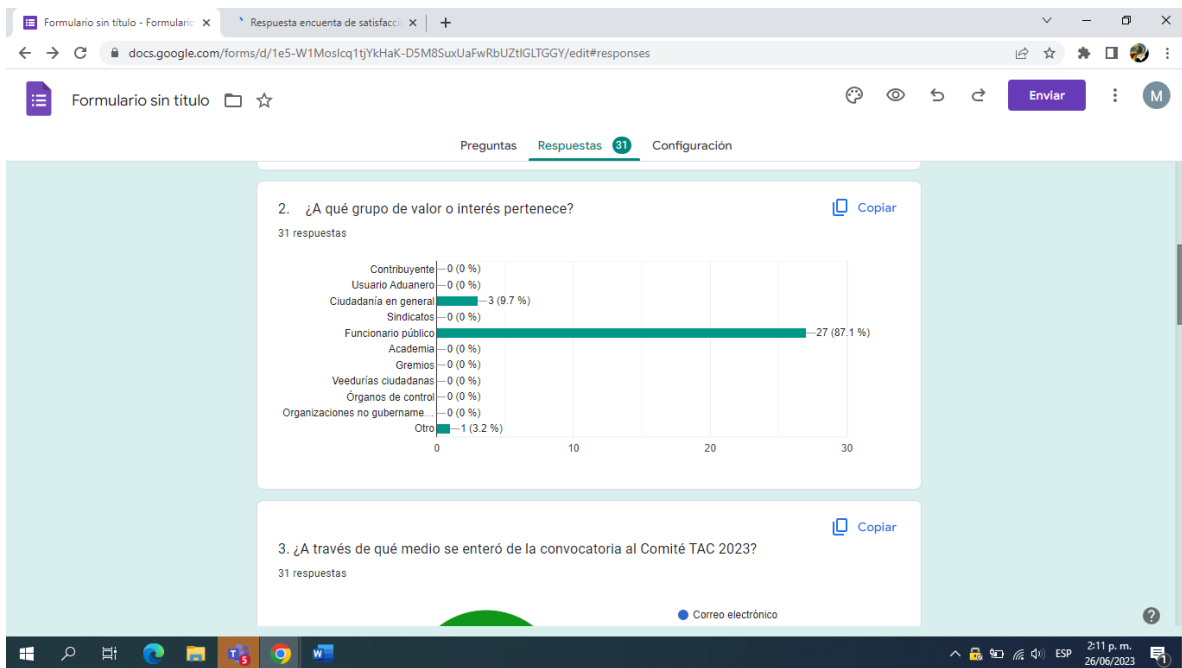 Formulario sin título - Formulario
Respuesta encuenta de satisfacci
docs.google.com/forms/d/1e5-W1MosIcq1tjYkHaK-D5M8SuxUaFwRbUZtlGLTGGY/edit#responses
Formulario sin título
Enviar
M
Preguntas Respuestas 31 Configuración
2. ¿A qué grupo de valor o interés pertenece?
Copiar
31 respuestas
Contribuyente 0 (0 %)
Usuario Aduanero 0 (0 %)
Ciudadanía en general 3 (9.7 %)
Sindicatos 0 (0 %)
Funcionario público 27 (87.1 %)
Academia 0 (0 %)
Gremios 0 (0 %)
Veedurías ciudadanas 0 (0 %)
Órganos de control 0 (0 %)
Organizaciones no gubername... 0 (0 %)
Otro 1 (3.2 %)
0 10 20 30
Copiar
3. ¿A través de qué medio se enteró de la convocatoria al Comité TAC 2023?
31 respuestas
Correo electrónico
ESP
2:11 p. m.
26/06/2023